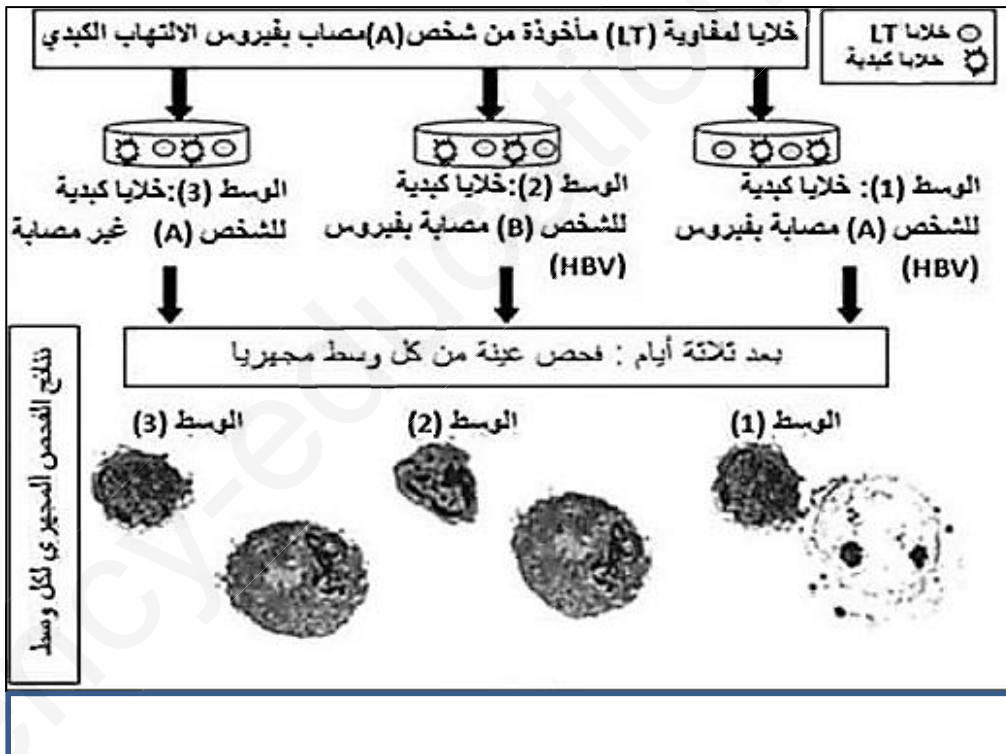 خلايا لمفاوية (LT) مأخوذة من شخص(A)مصاب بفيروس الالتهاب الكبدي
خلايا LT
خلايا كبدية
الوسط (1): خلايا كبدية
للشخص (A) مصابة بفيروس
(HBV)
الوسط (2):خلايا كبدية
للشخص (B) مصابة بفيروس
(HBV)
الوسط (3):خلايا كبدية
للشخص (A) غير مصابة
بعد ثلاثة أيام : فحص عينة من كل وسط مجهريا
نتائج الفحص المجهري لكل وسط
الوسط (1)
الوسط (2)
الوسط (3)